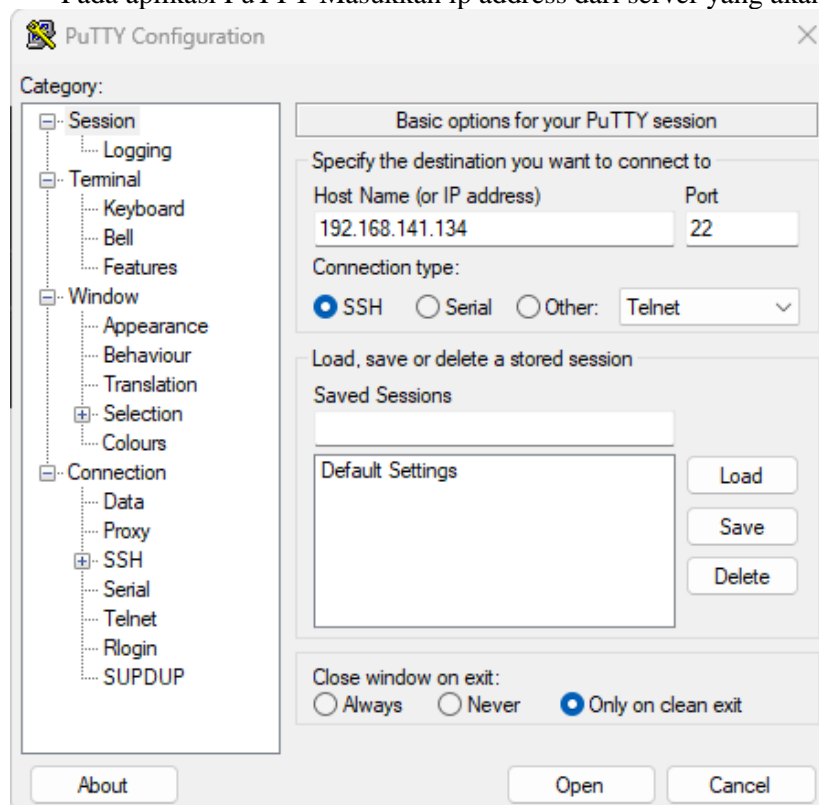 Pada aplikasi PuTTY Masukkan ip address dari server yang akan
PuTTY Configuration
Category:
Session
Logging
Terminal
Keyboard
Bell
Features
Window
Appearance
Behaviour
Translation
Selection
Colours
Connection
Data
Proxy
SSH
Serial
Telnet
Rlogin
SUPDUP
Basic options for your PuTTY session
Specify the destination you want to connect to
Host Name (or IP address) Port
192.168.141.134 22
Connection type:
SSH Serial Other: Telnet
Load, save or delete a stored session
Saved Sessions
Default Settings
Load
Save
Delete
Close window on exit:
Always Never Only on clean exit
About Open Cancel